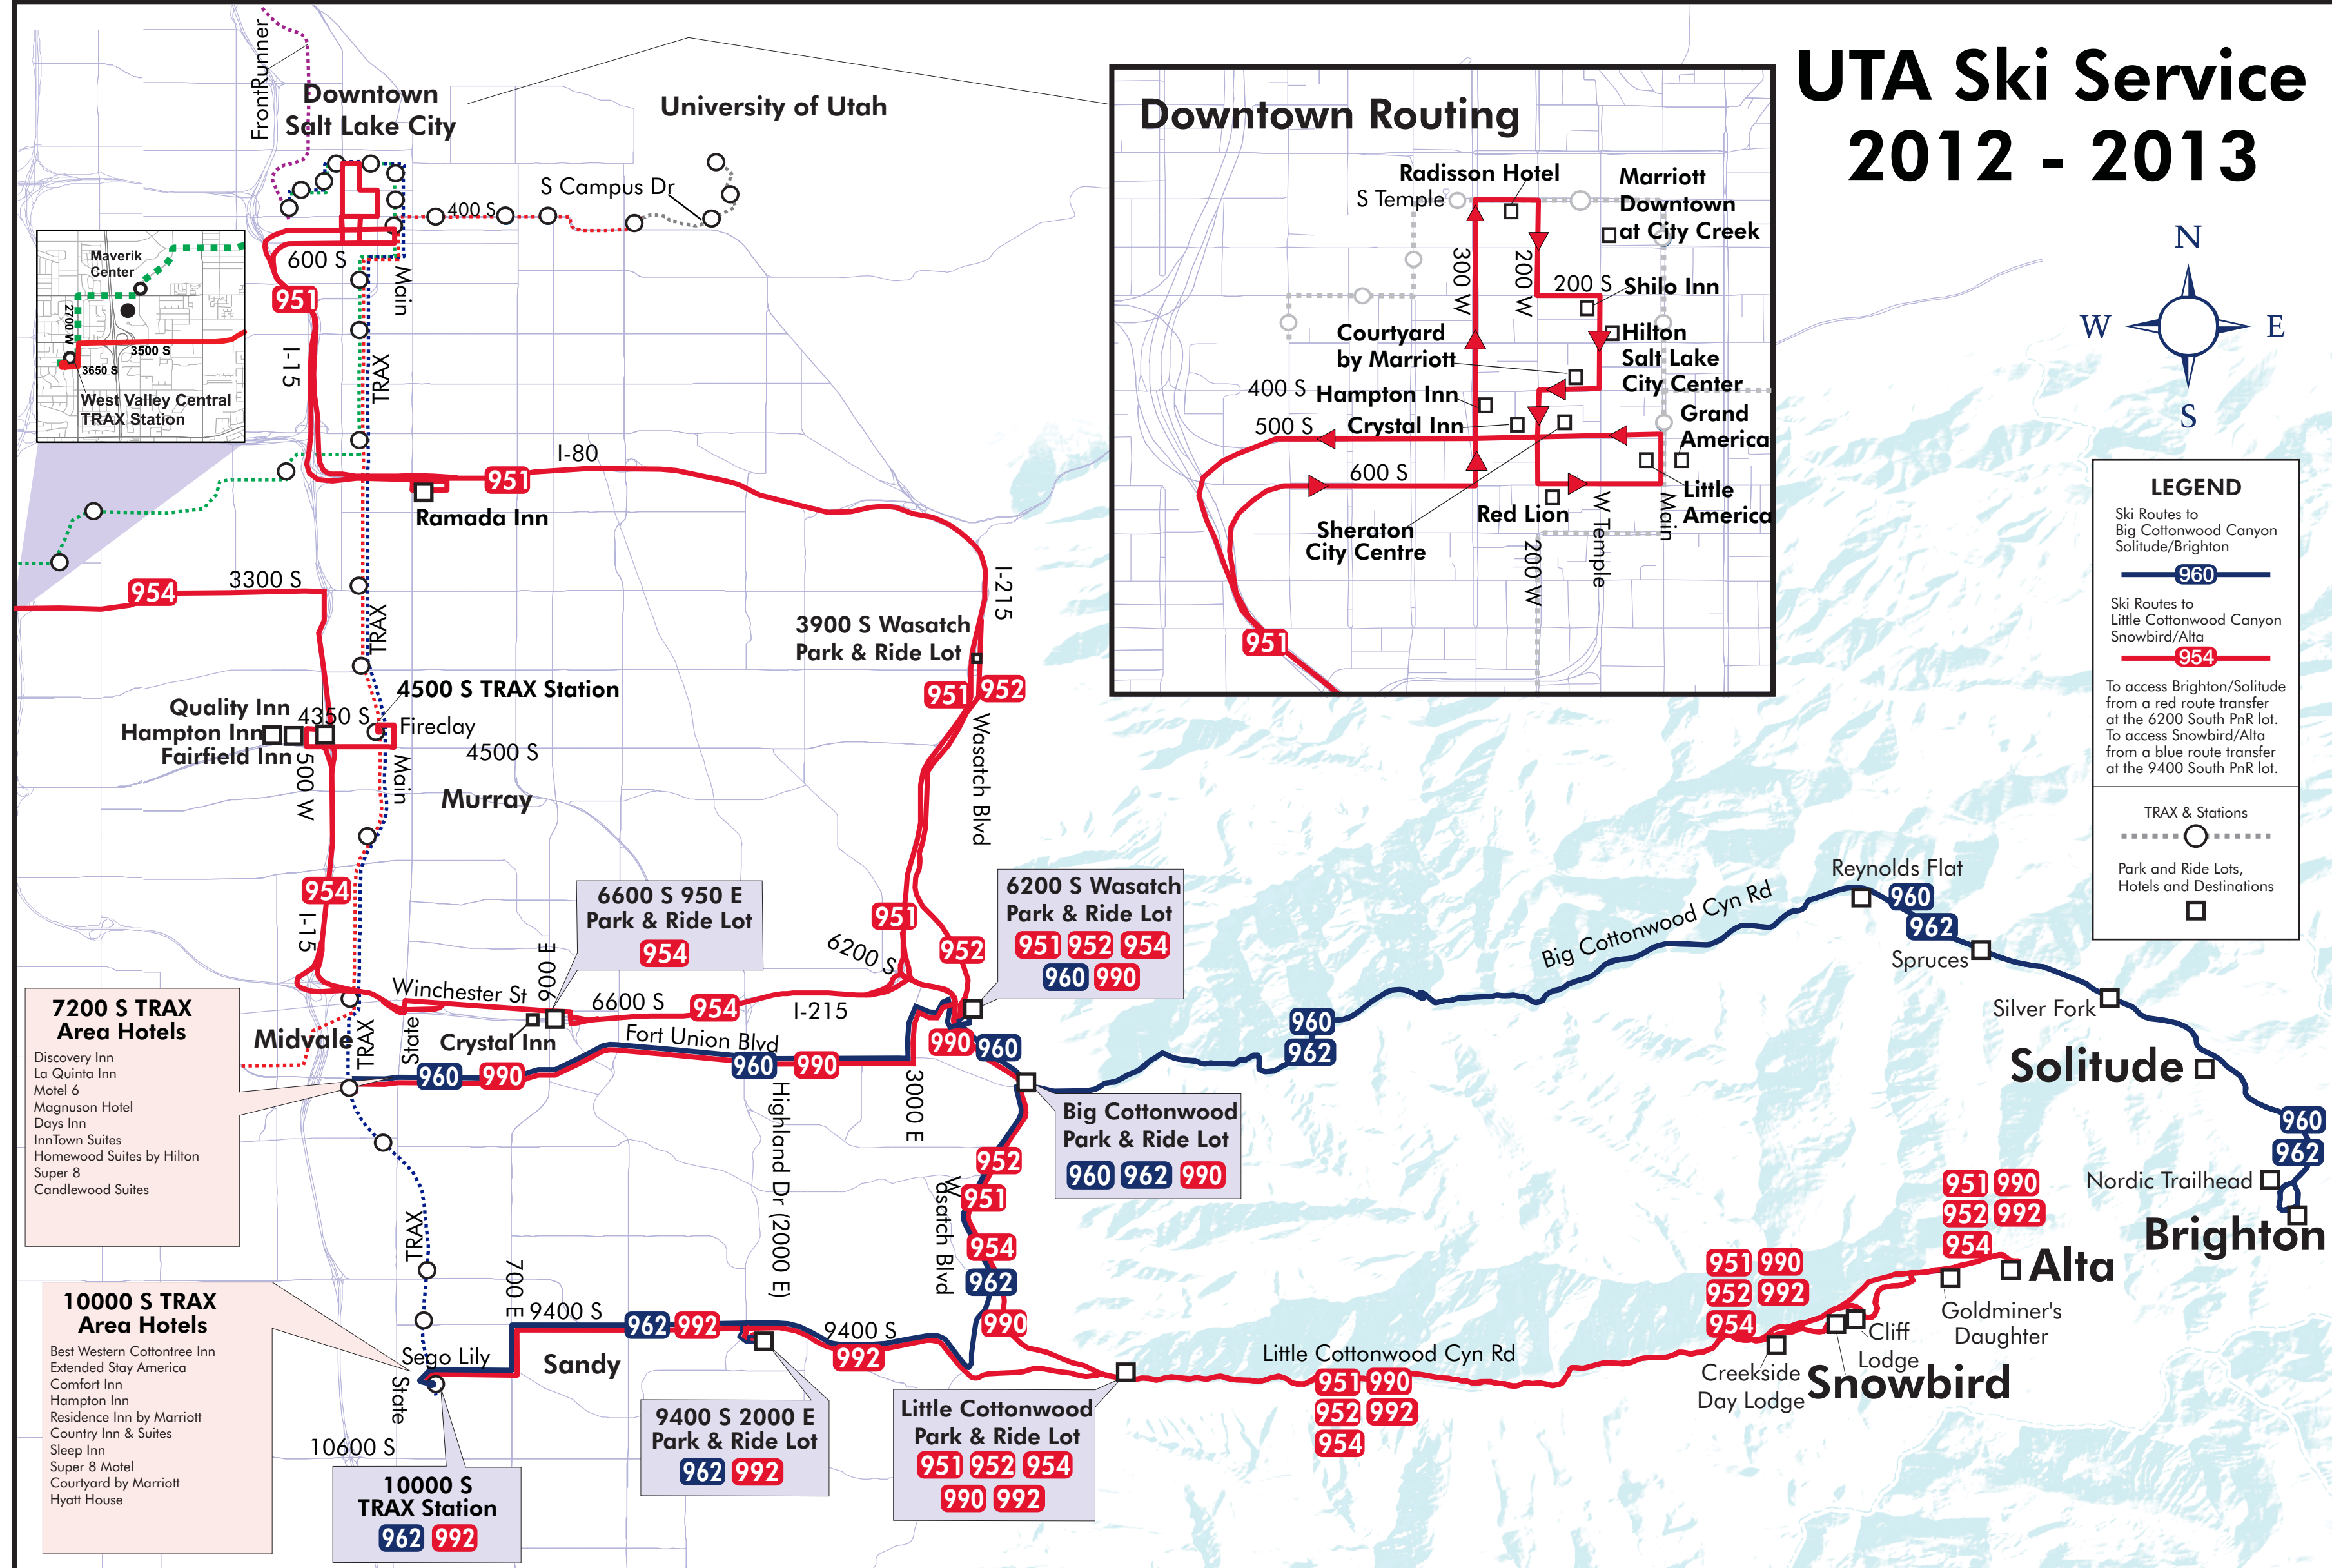 UTA Ski Service
2012 - 2013
FrontRunner
Downtown
Salt Lake City
University of Utah
S Campus Dr
400 S
600 S
Main
951
I-15
TRAX
Maverik
Center
2700 W
3500 S
3650 S
West Valley Central
TRAX Station
I-80
951
Ramada Inn
954
3300 S
TRAX
I-215
3900 S Wasatch
Park & Ride Lot
951
952
Wasatch Blvd
4500 S TRAX Station
Quality Inn
4350 S
Hampton Inn
Fireclay
Fairfield Inn
4500 S
500 W
Main
Murray
954
I-15
6600 S 950 E
Park & Ride Lot
954
951
6200 S
952
6200 S Wasatch
Park & Ride Lot
951 952 954
960 990
900 E
Winchester St
6600 S
954
I-215
Crystal Inn
Midvale
TRAX
State
Fort Union Blvd
960 990
960 990
990 960
3000 E
Highland Dr (2000 E)
7200 S TRAX
Area Hotels
Discovery Inn
La Quinta Inn
Motel 6
Magnuson Hotel
Days Inn
InnTown Suites
Homewood Suites by Hilton
Super 8
Candlewood Suites
Big Cottonwood
Park & Ride Lot
960 962 990
960
962
Big Cottonwood Cyn Rd
Reynolds Flat
960
962
Spruces
Silver Fork
Solitude
960
962
Nordic Trailhead
Brighton
952
951
Wasatch Blvd
954
962
990
TRAX
700 E
9400 S
962 992
9400 S
992
Sego Lily
Sandy
State
10600 S
10000 S TRAX
Area Hotels
Best Western Cottontree Inn
Extended Stay America
Comfort Inn
Hampton Inn
Residence Inn by Marriott
Country Inn & Suites
Sleep Inn
Super 8 Motel
Courtyard by Marriott
Hyatt House
10000 S
TRAX Station
962 992
9400 S 2000 E
Park & Ride Lot
962 992
Little Cottonwood
Park & Ride Lot
951 952 954
990 992
Little Cottonwood Cyn Rd
951 990
952 992
954
951 990
952 992
954
Creekside
Day Lodge
Snowbird
Cliff
Lodge
951 990
952 992
954
Alta
Goldminer's
Daughter
Downtown Routing
Radisson Hotel
S Temple
Marriott
Downtown
at City Creek
300 W
200 W
200 S
Shilo Inn
Courtyard
by Marriott
Hilton
Salt Lake
City Center
400 S
Hampton Inn
500 S
Crystal Inn
Grand
America
600 S
Red Lion
Little
America
Sheraton
City Centre
200 W
W Temple
Main
951
N
W
E
S
LEGEND
Ski Routes to
Big Cottonwood Canyon
Solitude/Brighton
960
Ski Routes to
Little Cottonwood Canyon
Snowbird/Alta
954
To access Brighton/Solitude
from a red route transfer
at the 6200 South PnR lot.
To access Snowbird/Alta
from a blue route transfer
at the 9400 South PnR lot.
TRAX & Stations
Park and Ride Lots,
Hotels and Destinations